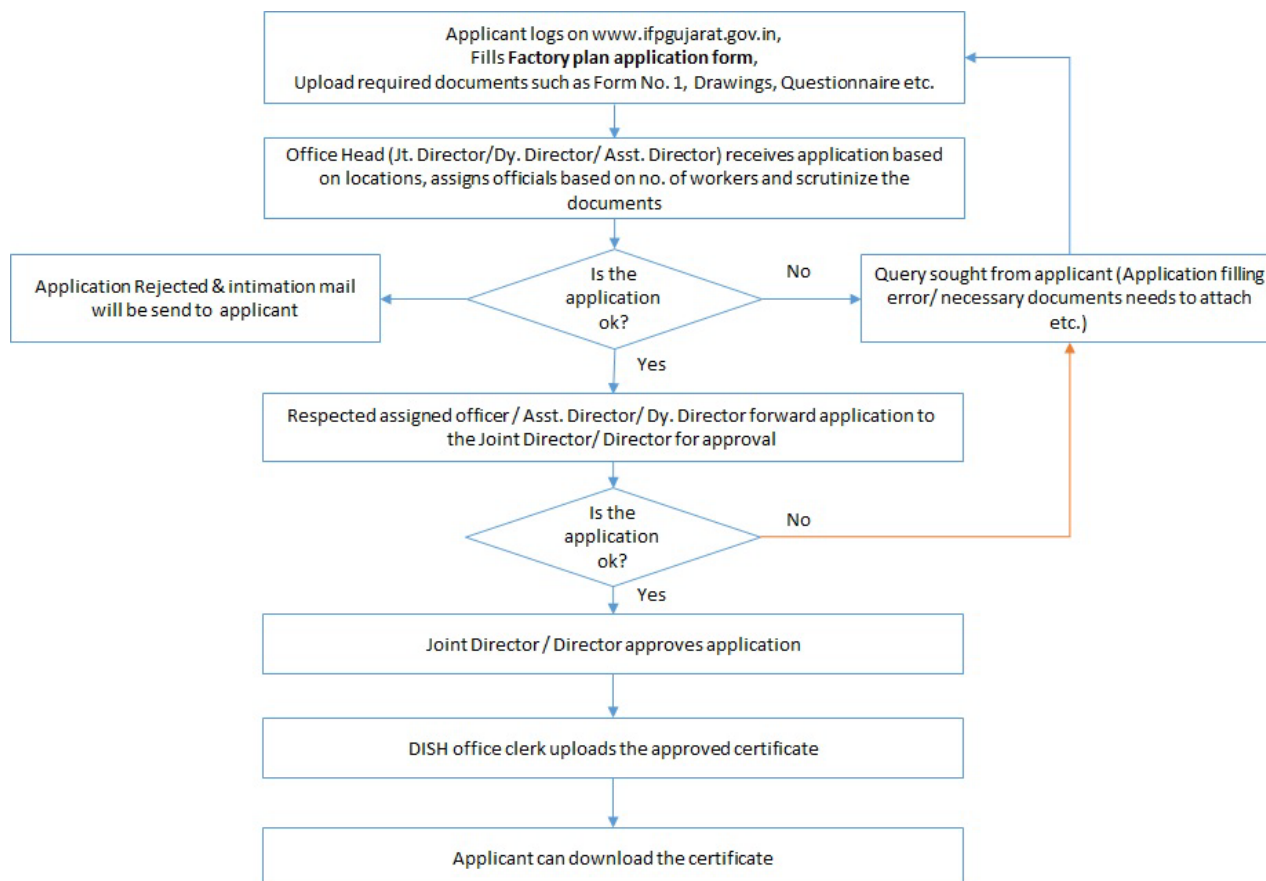 Applicant logs on www.ifpgujarat.gov.in,
Fills Factory plan application form,
Upload required documents such as Form No. 1, Drawings, Questionnaire etc.
Office Head (Jt. Director/Dy. Director/ Asst. Director) receives application based
on locations, assigns officials based on no. of workers and scrutinize the
documents
Is the
application
ok?
No
Application Rejected & intimation mail
will be send to applicant
Query sought from applicant (Application filling
error/ necessary documents needs to attach
etc.)
Yes
Respected assigned officer / Asst. Director/ Dy. Director forward application to
the Joint Director/ Director for approval
Is the
application
ok?
No
Yes
Joint Director / Director approves application
DISH office clerk uploads the approved certificate
Applicant can download the certificate